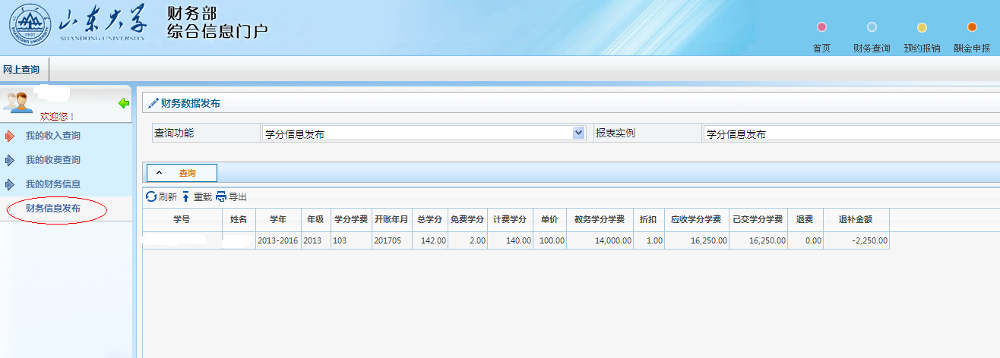 山东大学
SHANDONG UNIVERSITY
1901
财务部
综合信息门户
首页 财务查询 预约报销 酬金申报
网上查询
欢迎您！
我的收入查询
我的收费查询
我的财务信息
财务信息发布
财务数据发布
查询功能 学分信息发布 报表实例 学分信息发布
查询
刷新 重载 导出
学号 姓名 学年 年级 学分学费 开账年月 总学分 免费学分 计费学分 单价 教务学分学费 折扣 应收学分学费 已交学分学费 退费 退补金额
2013-2016 2013 103 201705 142.00 2.00 140.00 100.00 14,000.00 1.00 16,250.00 16,250.00 0.00 -2,250.00